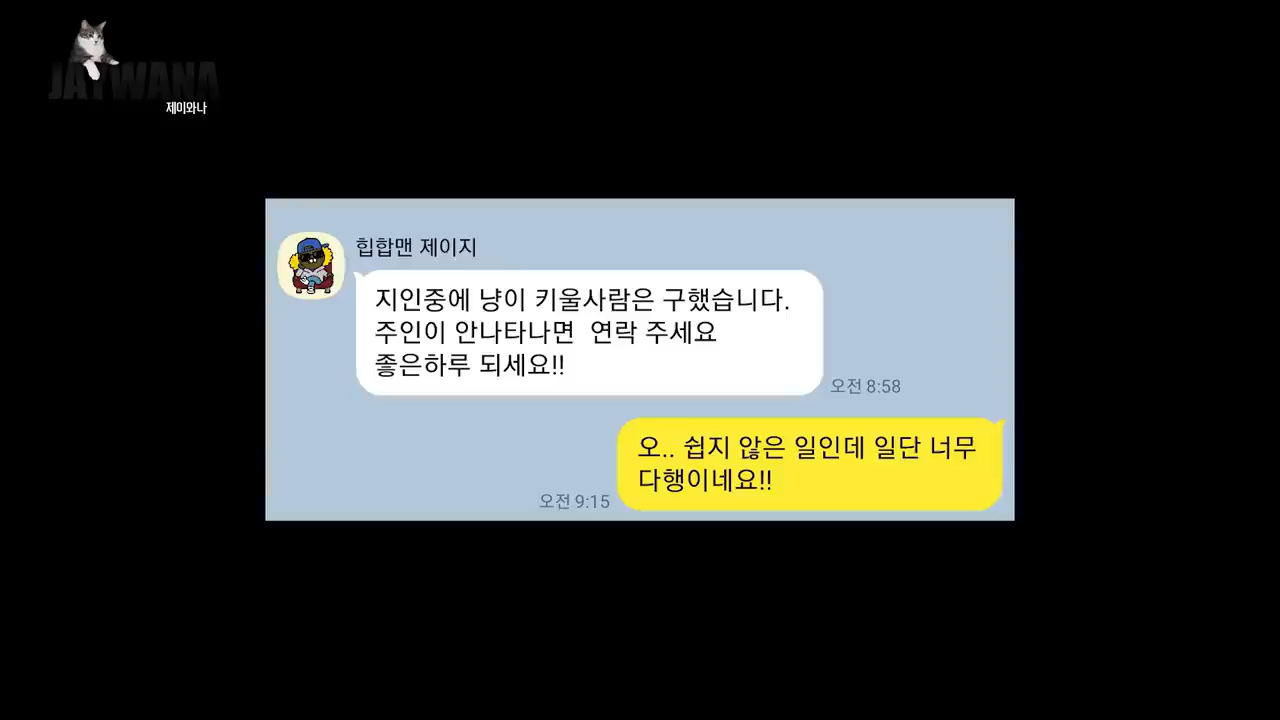 JAYWANA
제이와나
힙합맨 제이지
지인중에 냥이 키울사람은 구했습니다.
주인이 안나타나면  연락 주세요
좋은하루 되세요!!
오전 8:58
오.. 쉽지 않은 일인데 일단 너무
다행이네요!!
오전 9:15